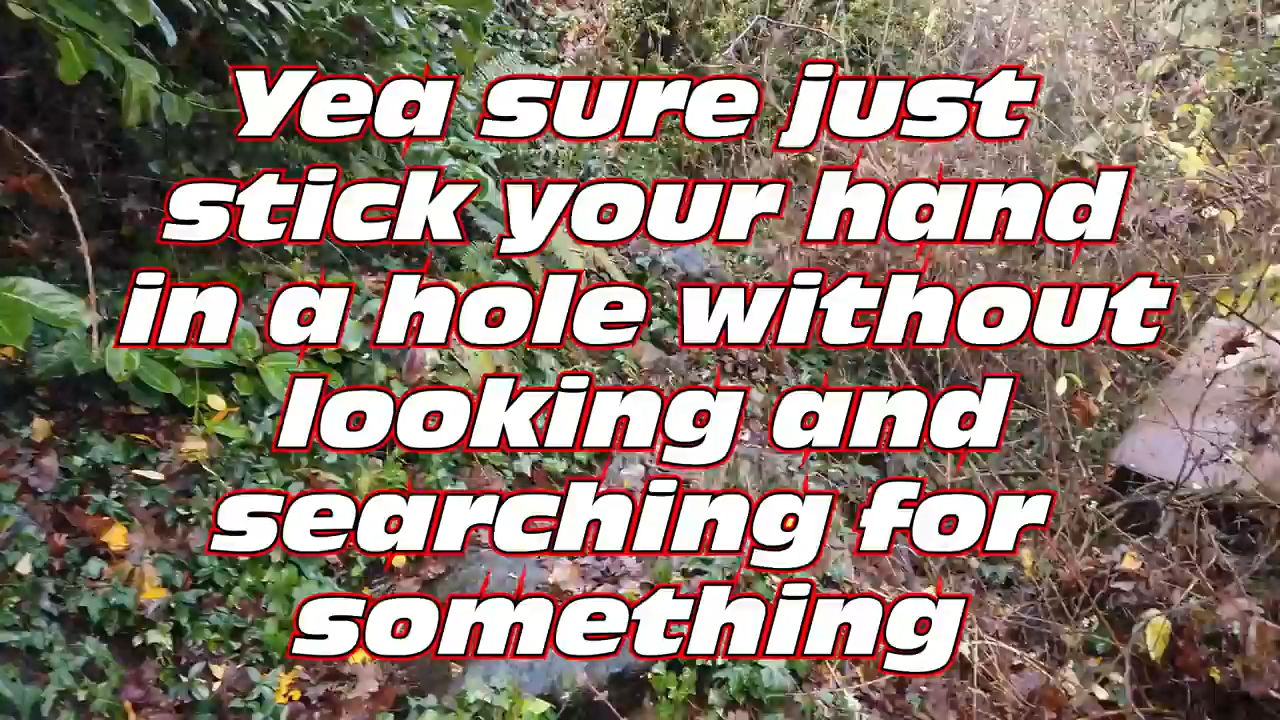 Yea sure just
stick your hand
in a hole without
looking and
searching for
something